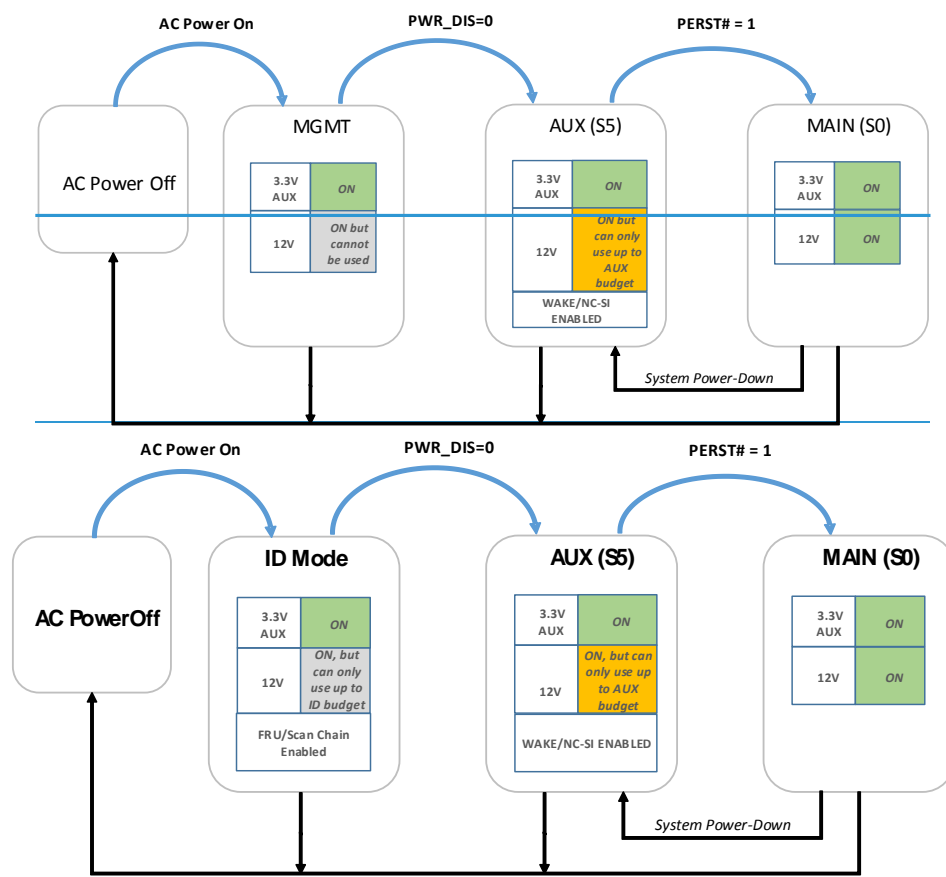 AC Power On
PWR_DIS=0
PERST# = 1
AC Power Off
MGMT
3.3V
AUX
ON
12V
ON but
cannot
be used
AUX (S5)
3.3V
AUX
ON
12V
ON but
can only
use up to
AUX
budget
WAKE/NC-SI
ENABLED
MAIN (S0)
3.3V
AUX
ON
12V
ON
System Power-Down
AC Power On
PWR_DIS=0
PERST# = 1
AC PowerOff
ID Mode
3.3V
AUX
ON
12V
ON, but
can only
use up to
ID budget
FRU/Scan Chain
Enabled
AUX (S5)
3.3V
AUX
ON
12V
ON, but can
only use up
to AUX
budget
WAKE/NC-SI ENABLED
MAIN (S0)
3.3V
AUX
ON
12V
ON
System Power-Down